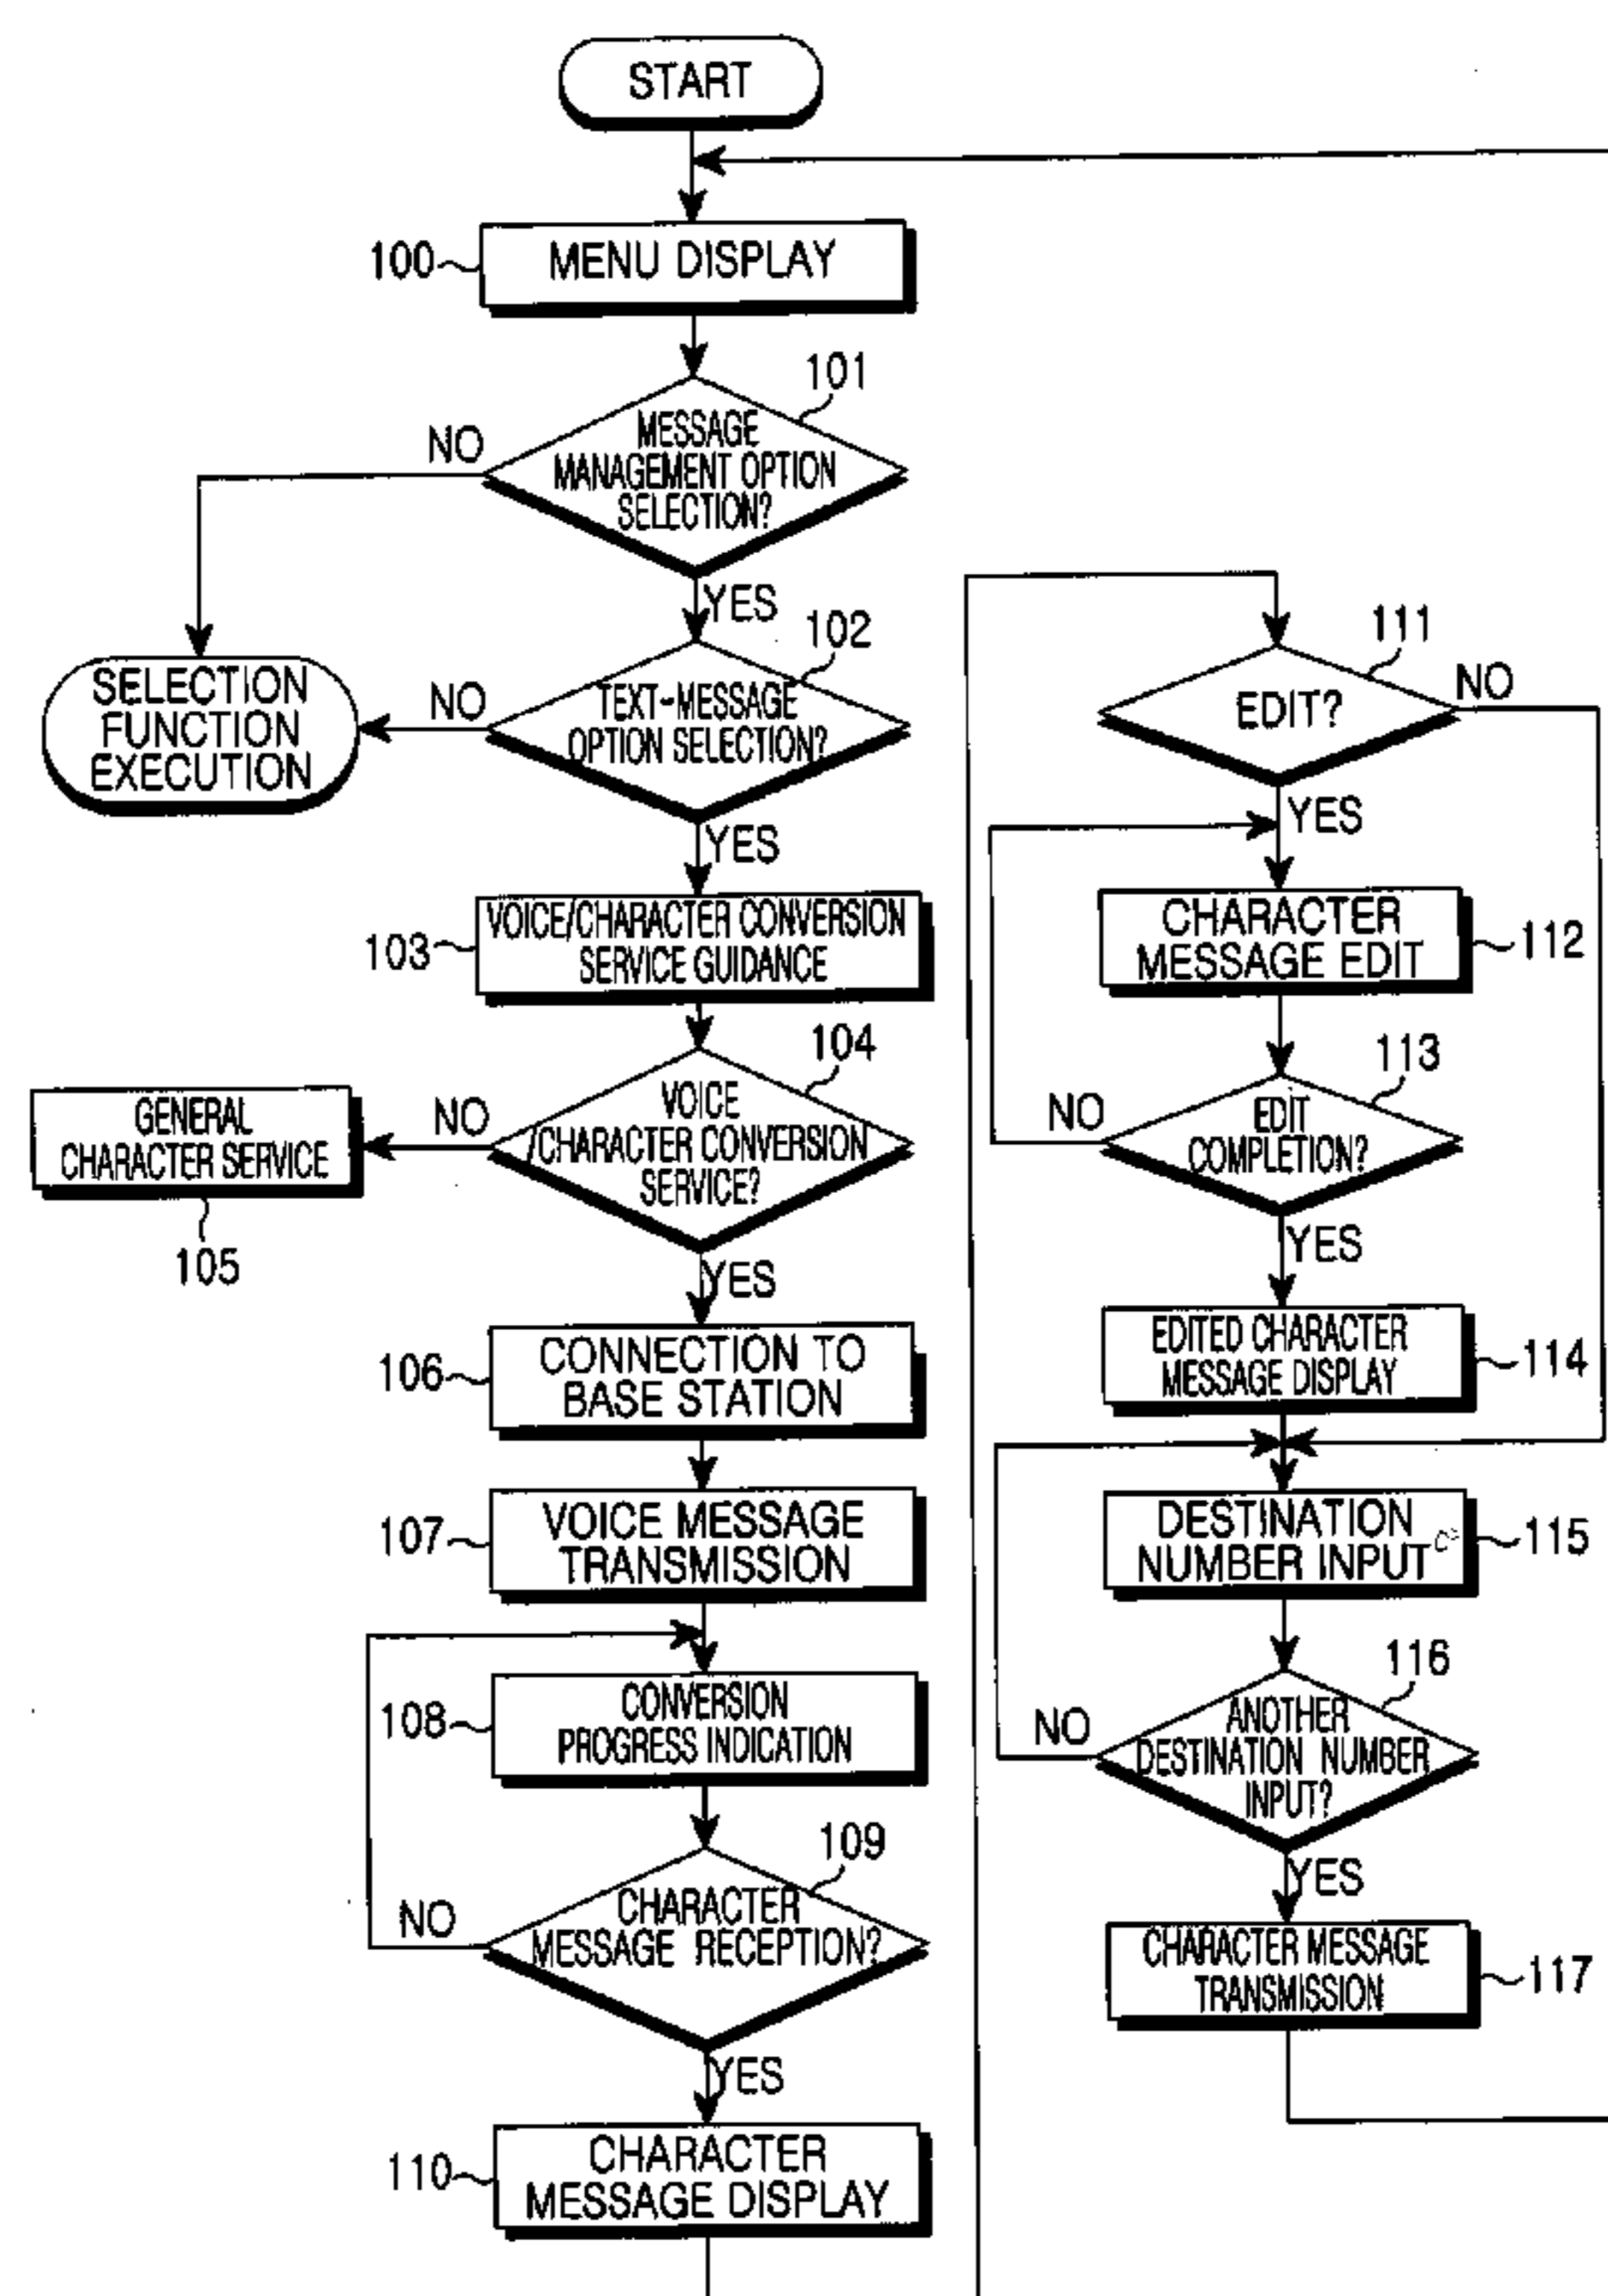 START
100
MENU DISPLAY
101
MESSAGE
MANAGEMENT OPTION
SELECTION?
NO
YES
102
TEXT-MESSAGE
OPTION SELECTION?
NO
SELECTION
FUNCTION
EXECUTION
YES
103
VOICE/CHARACTER CONVERSION
SERVICE GUIDANCE
104
VOICE
/CHARACTER CONVERSION
SERVICE?
NO
GENERAL
CHARACTER SERVICE
105
YES
106
CONNECTION TO
BASE STATION
107
VOICE MESSAGE
TRANSMISSION
108
CONVERSION
PROGRESS INDICATION
109
CHARACTER
MESSAGE RECEPTION?
NO
YES
110
CHARACTER
MESSAGE DISPLAY
111
EDIT?
NO
YES
CHARACTER
MESSAGE EDIT
112
113
EDIT
COMPLETION?
NO
YES
EDITED CHARACTER
MESSAGE DISPLAY
114
DESTINATION
NUMBER INPUT
115
116
ANOTHER
DESTINATION NUMBER
INPUT?
NO
YES
CHARACTER MESSAGE
TRANSMISSION
117